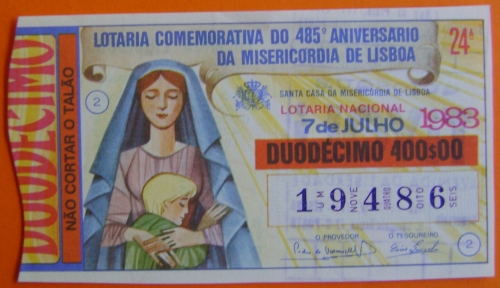 DUODÉCIMO
NÃO CORTAR O TALÃO
LOTARIA COMEMORATIVA DO 485º ANIVERSARIO
DA MISERICÓRDIA DE LISBOA
24ª
2
SANTA CASA DA MISERICÓRDIA DE LISBOA
LOTARIA NACIONAL
7 de JULHO 1983
DUODÉCIMO 400$00
1 UM 9 NOVE 4 QUATRO 8 OITO 6 SEIS
O PROVEDOR O TESOUREIRO
2